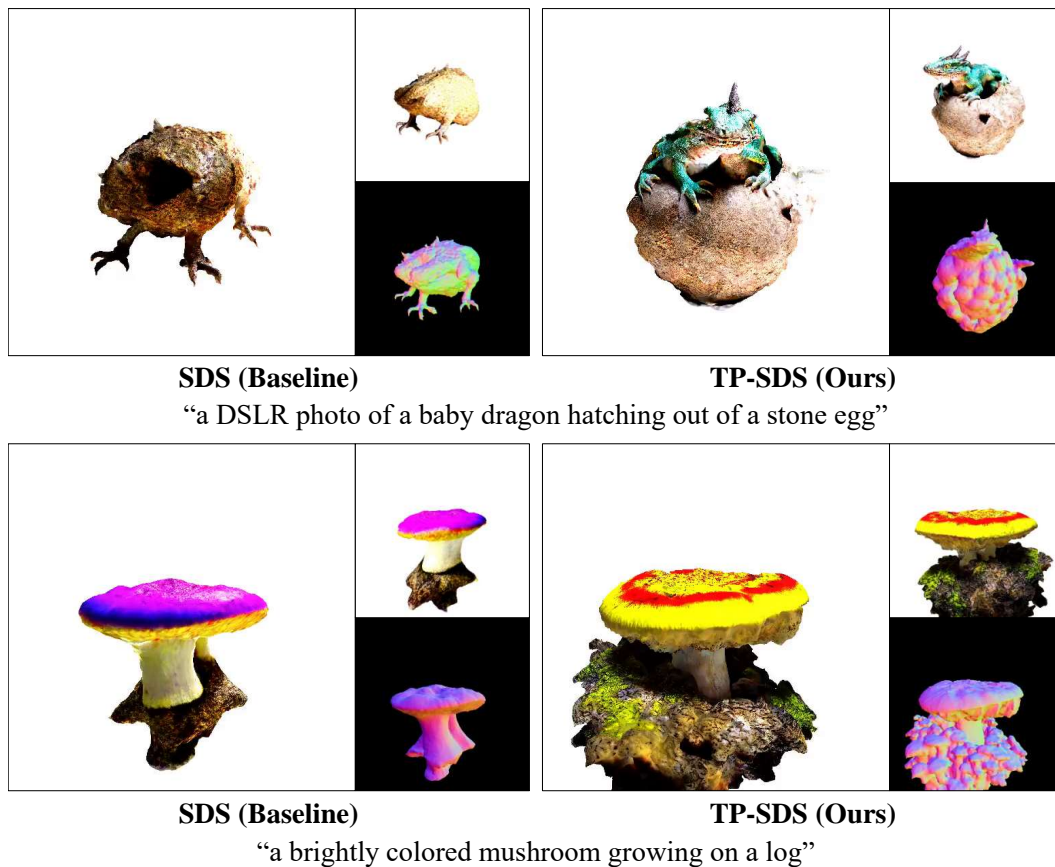 SDS (Baseline)
TP-SDS (Ours)
“a DSLR photo of a baby dragon hatching out of a stone egg”
SDS (Baseline)
TP-SDS (Ours)
“a brightly colored mushroom growing on a log”